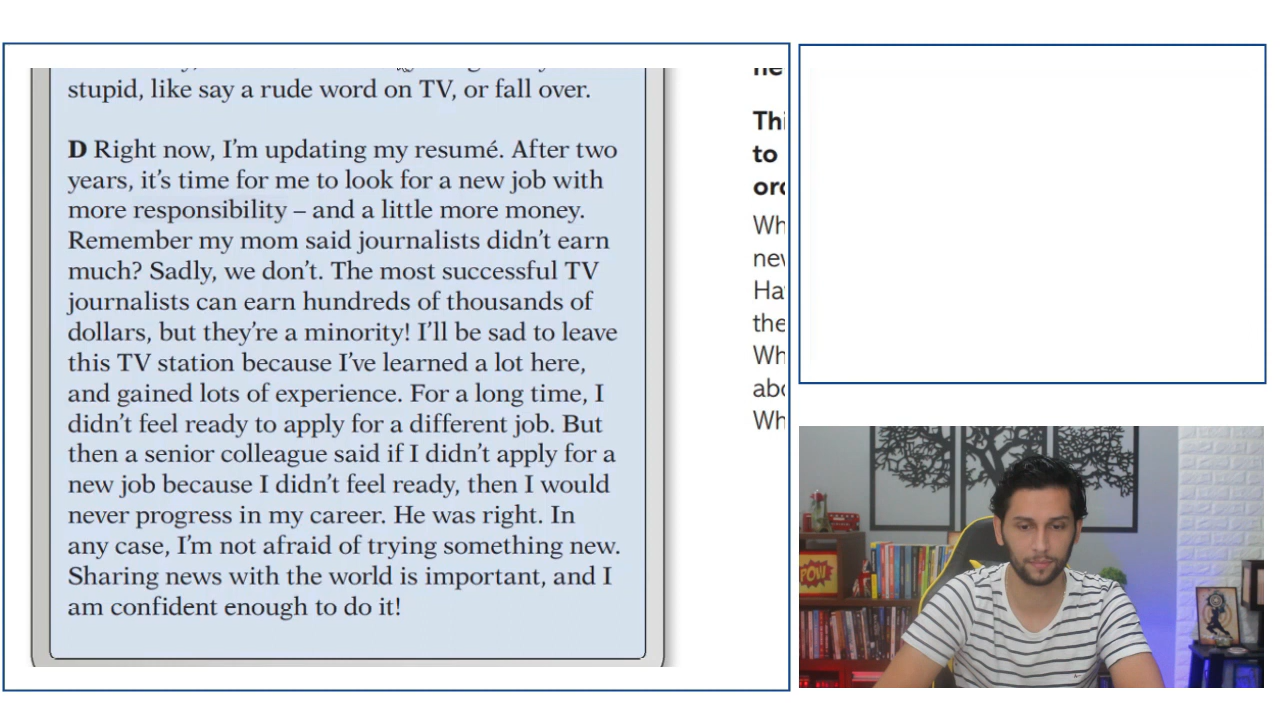 stupid, like say a rude word on TV, or fall over.
D Right now, I'm updating my resumé. After two
years, it's time for me to look for a new job with
more responsibility – and a little more money.
Remember my mom said journalists didn't earn
much? Sadly, we don't. The most successful TV
journalists can earn hundreds of thousands of
dollars, but they're a minority! I'll be sad to leave
this TV station because I've learned a lot here,
and gained lots of experience. For a long time, I
didn't feel ready to apply for a different job. But
then a senior colleague said if I didn't apply for a
new job because I didn't feel ready, then I would
never progress in my career. He was right. In
any case, I'm not afraid of trying something new.
Sharing news with the world is important, and I
am confident enough to do it!
to
the
POW